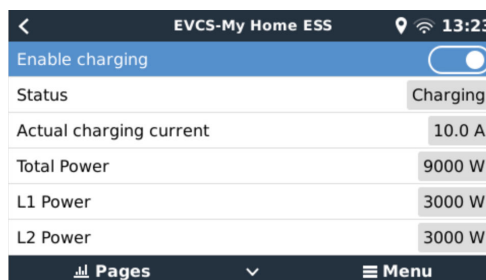 EVCS-My Home ESS 13:23
Enable charging
Status Charging
Actual charging current 10.0 A
Total Power 9000 W
L1 Power 3000 W
L2 Power 3000 W
Pages Menu